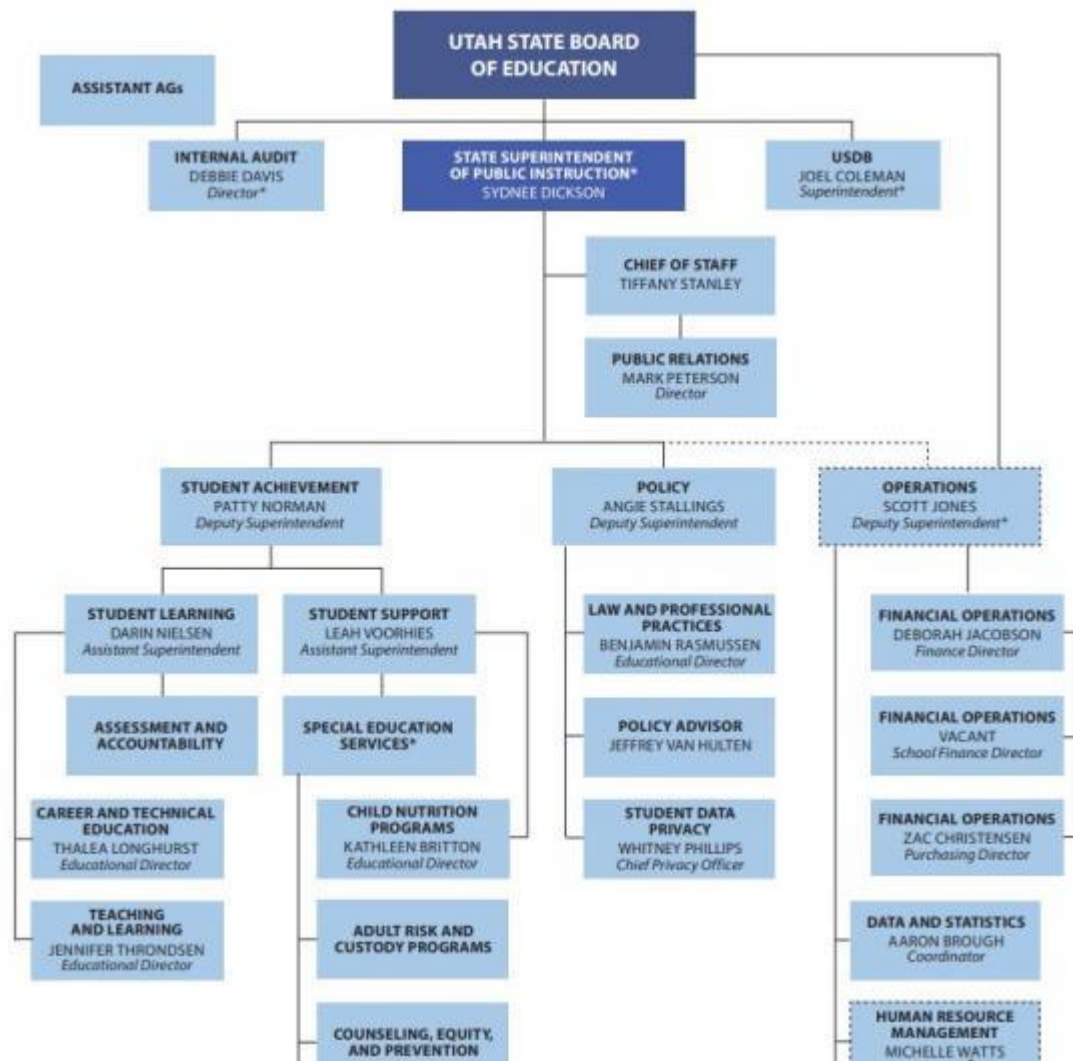 UTAH STATE BOARD
OF EDUCATION
ASSISTANT AGs
INTERNAL AUDIT
DEBBIE DAVIS
Director*
STATE SUPERINTENDENT
OF PUBLIC INSTRUCTION*
SYDNEE DICKSON
USDB
JOEL COLEMAN
Superintendent*
CHIEF OF STAFF
TIFFANY STANLEY
PUBLIC RELATIONS
MARK PETERSON
Director
STUDENT ACHIEVEMENT
PATTY NORMAN
Deputy Superintendent
POLICY
ANGIE STALLINGS
Deputy Superintendent
OPERATIONS
SCOTT JONES
Deputy Superintendent*
STUDENT LEARNING
DARIN NIELSEN
Assistant Superintendent
STUDENT SUPPORT
LEAH VOORHIES
Assistant Superintendent
LAW AND PROFESSIONAL
PRACTICES
BENJAMIN RASMUSSEN
Educational Director
FINANCIAL OPERATIONS
DEBORAH JACOBSON
Finance Director
ASSESSMENT AND
ACCOUNTABILITY
SPECIAL EDUCATION
SERVICES*
POLICY ADVISOR
JEFFREY VAN HULTEN
FINANCIAL OPERATIONS
VACANT
School Finance Director
CAREER AND TECHNICAL
EDUCATION
THALEA LONGHURST
Educational Director
CHILD NUTRITION
PROGRAMS
KATHLEEN BRITTON
Educational Director
STUDENT DATA
PRIVACY
WHITNEY PHILLIPS
Chief Privacy Officer
FINANCIAL OPERATIONS
ZAC CHRISTENSEN
Purchasing Director
TEACHING
AND LEARNING
JENNIFER THRONDSEN
Educational Director
ADULT RISK AND
CUSTODY PROGRAMS
DATA AND STATISTICS
AARON BROUGH
Coordinator
COUNSELING, EQUITY,
AND PREVENTION
HUMAN RESOURCE
MANAGEMENT
MICHELLE WATTS